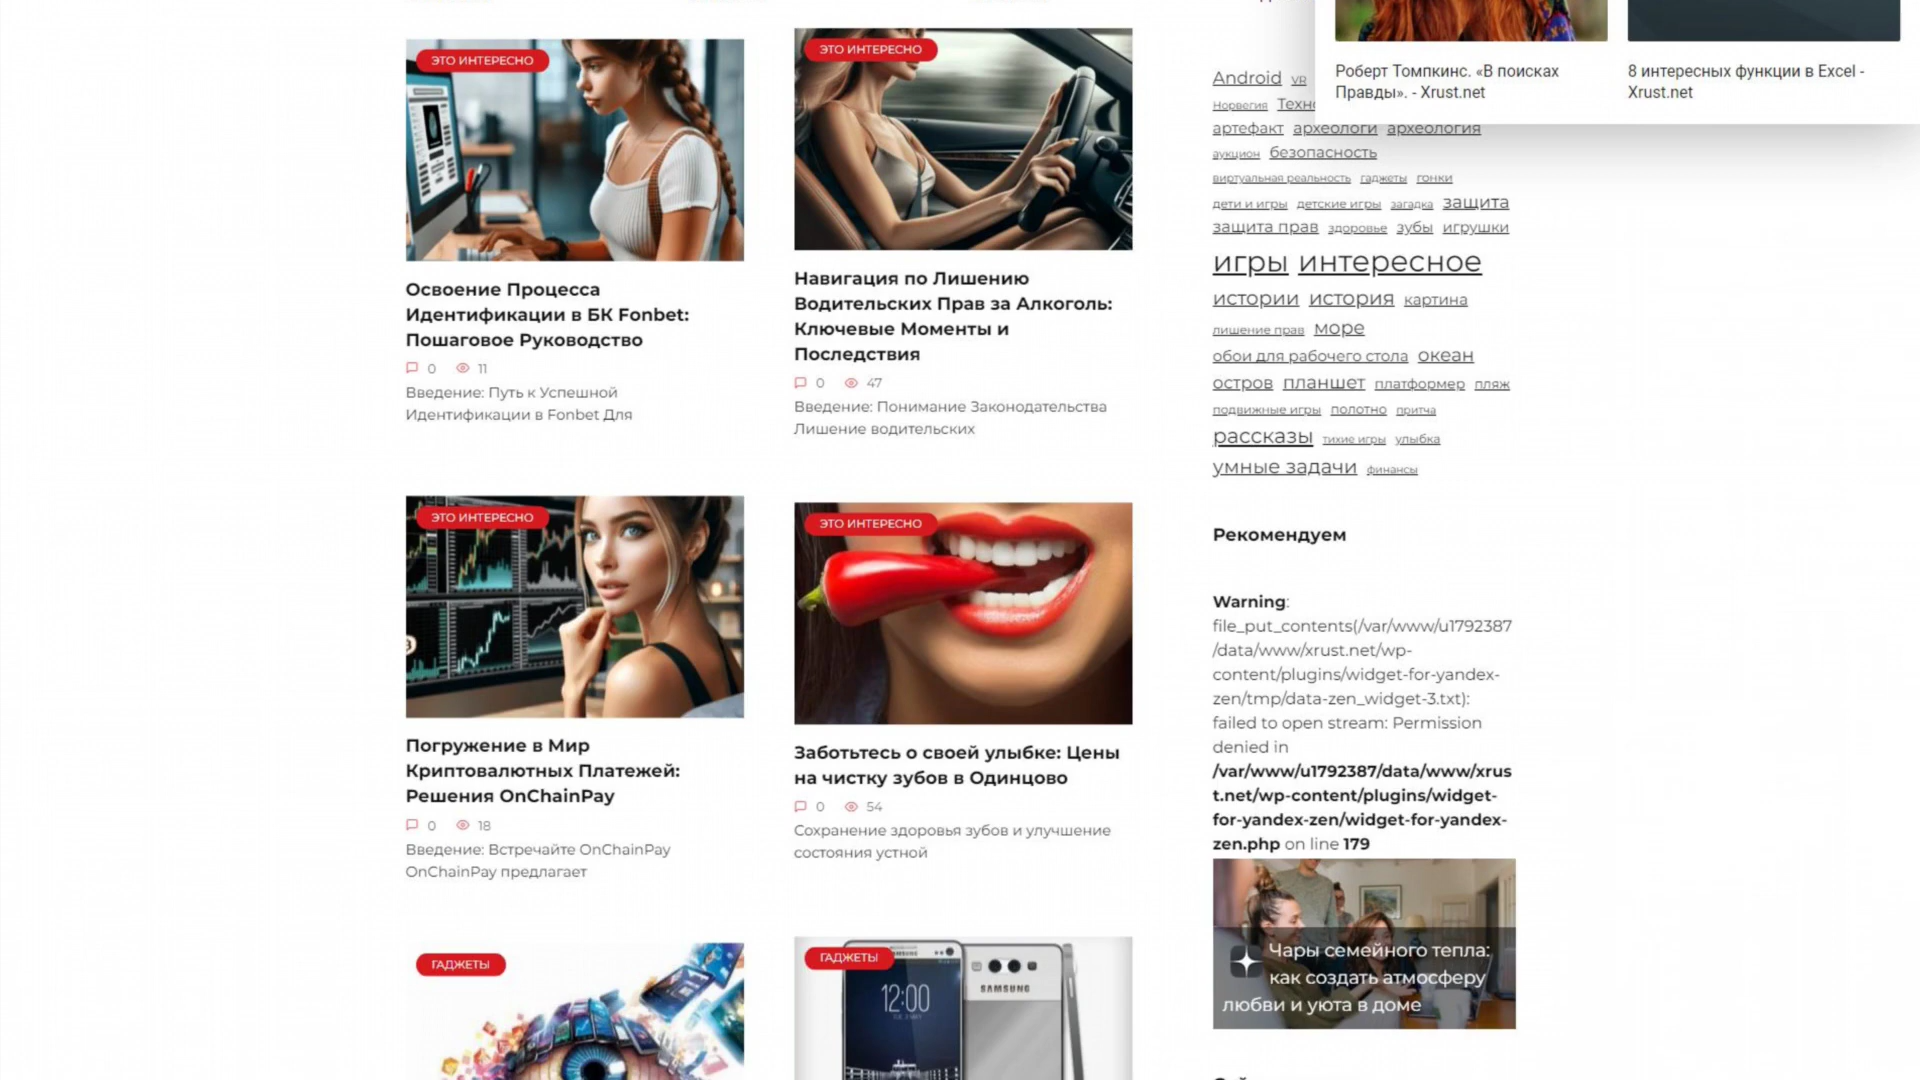 ЭТО ИНТЕРЕСНО
Освоение Процесса
Идентификации в БК Fonbet:
Пошаговое Руководство
0 11
Введение: Путь к Успешной
Идентификации в Fonbet Для
ЭТО ИНТЕРЕСНО
Навигация по Лишению
Водительских Прав за Алкоголь:
Ключевые Моменты и
Последствия
0 47
Введение: Понимание Законодательства
Лишение водительских
ЭТО ИНТЕРЕСНО
Погружение в Мир
Криптовалютных Платежей:
Решения OnChainPay
0 18
Введение: Встречайте OnChainPay
OnChainPay предлагает
ЭТО ИНТЕРЕСНО
Заботьтесь о своей улыбке: Цены
на чистку зубов в Одинцово
0 54
Сохранение здоровья зубов и улучшение
состояния устной
ГАДЖЕТЫ
ГАДЖЕТЫ
SAMSUNG
12:00
Роберт Томпкинс. «В поисках
Правды». - Xrust.net
8 интересных функции в Excel -
Xrust.net
Android VR
Норвегия
артефакт археологи археология
аукцион безопасность
виртуальная реальность гаджеты гонки
дети и игры детские игры загадка защита
защита прав здоровье зубы игрушки
игры интересное
истории история картина
лишение прав море
обои для рабочего стола океан
остров планшет платформер пляж
подвижные игры полотно притча
рассказы тихие игры улыбка
умные задачи финансы
Рекомендуем
Warning:
file_put_contents(/var/www/u1792387
/data/www/xrust.net/wp-
content/plugins/widget-for-yandex-
zen/tmp/data-zen_widget-3.txt):
failed to open stream: Permission
denied in
/var/www/u1792387/data/www/xrus
t.net/wp-content/plugins/widget-
for-yandex-zen/widget-for-yandex-
zen.php on line 179
Чары семейного тепла:
как создать атмосферу
любви и уюта в доме